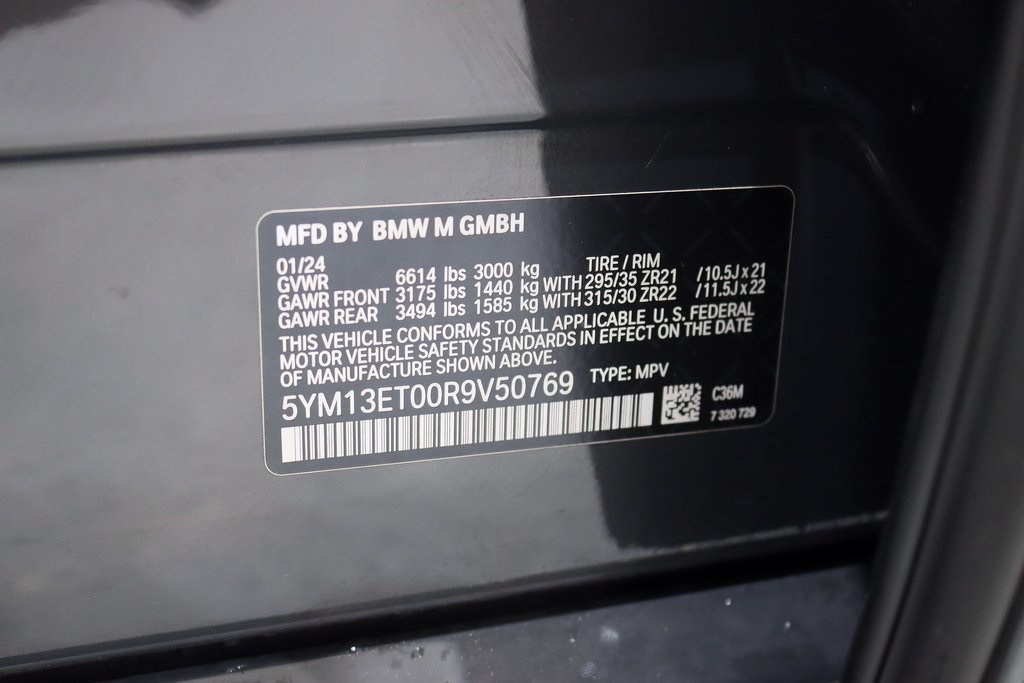 MFD BY BMW M GMBH
01/24 TIRE / RIM
GVWR 6614 lbs 3000 kg
GAWR FRONT 3175 lbs 1440 kg WITH 295/35 ZR21 /10.5J x 21
GAWR REAR 3494 lbs 1585 kg WITH 315/30 ZR22 /11.5J x 22
THIS VEHICLE CONFORMS TO ALL APPLICABLE U. S. FEDERAL
MOTOR VEHICLE SAFETY STANDARDS IN EFFECT ON THE DATE
OF MANUFACTURE SHOWN ABOVE.
5YM13ET00R9V50769 TYPE: MPV
C36M
7 320 729